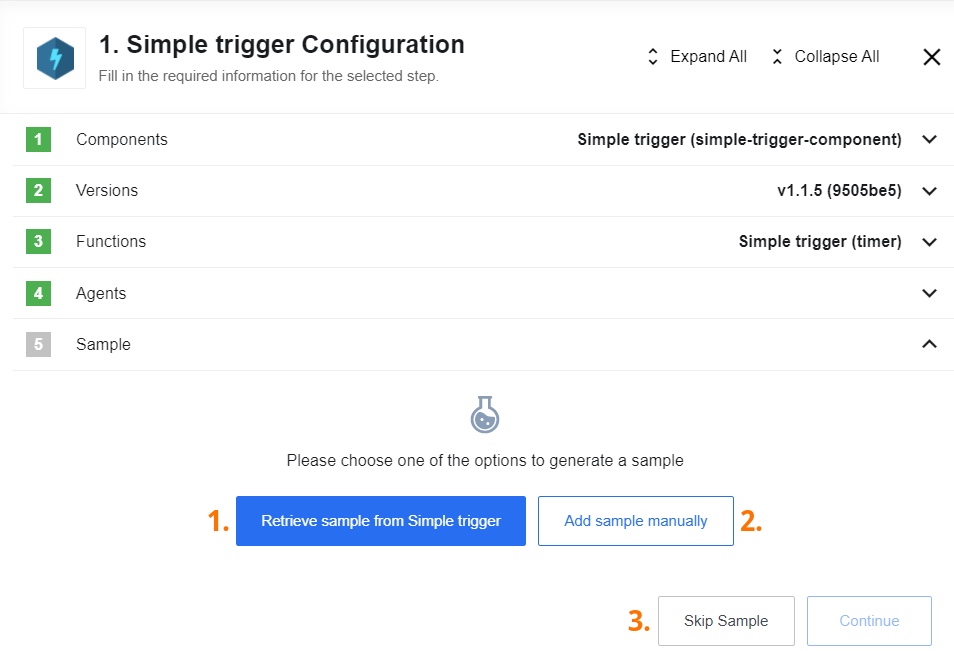 1. Simple trigger Configuration
Fill in the required information for the selected step.
Expand All
Collapse All
1 Components Simple trigger (simple-trigger-component)
2 Versions v1.1.5 (9505be5)
3 Functions Simple trigger (timer)
4 Agents
5 Sample
Please choose one of the options to generate a sample
1. Retrieve sample from Simple trigger Add sample manually 2.
3. Skip Sample Continue